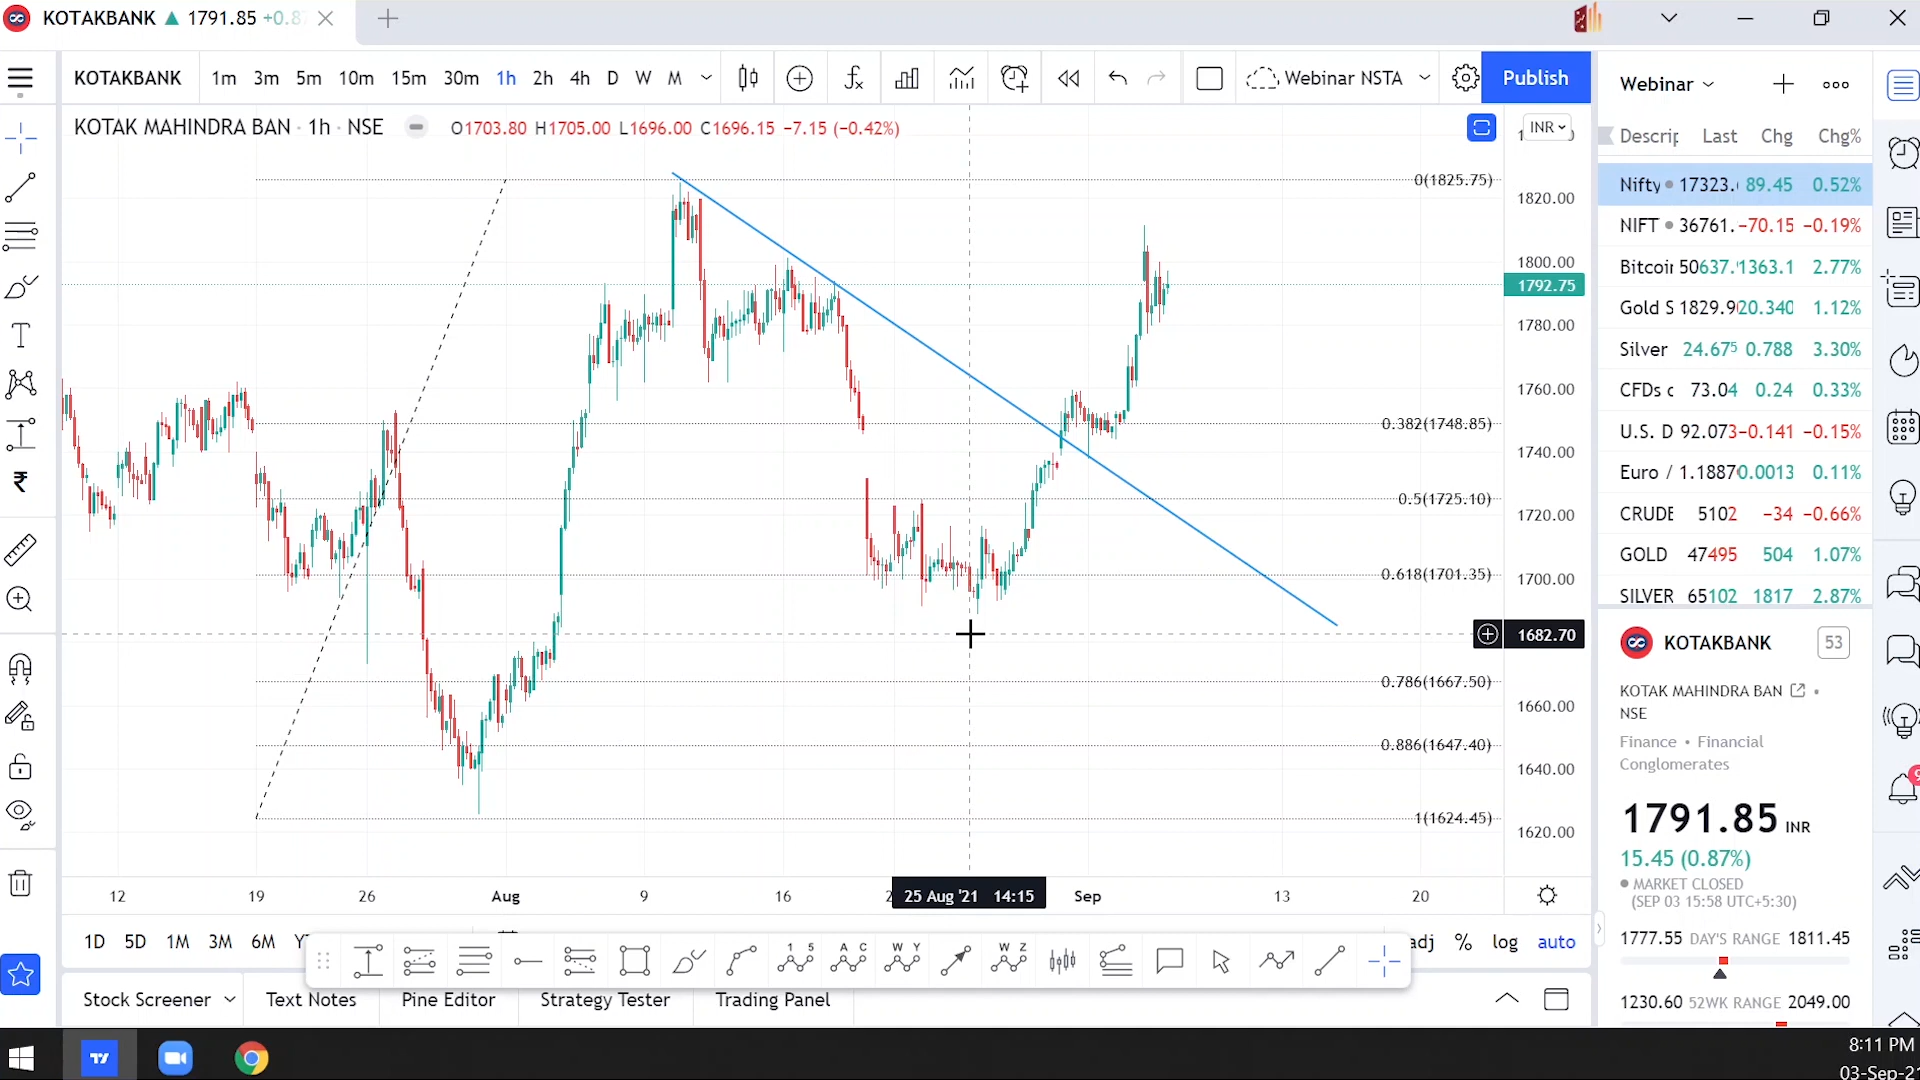 KOTAKBANK ▲ 1791.85 +0.8
KOTAKBANK 1m 3m 5m 10m 15m 30m 1h 2h 4h D W M Webinar NSTA Publish
KOTAK MAHINDRA BAN · 1h · NSE O1703.80 H1705.00 L1696.00 C1696.15 −7.15 (−0.42%)
INR
0(1825.75)
1820.00
1800.00
1792.75
1780.00
1760.00
0.382(1748.85)
1740.00
0.5(1725.10)
1720.00
0.618(1701.35)
1700.00
1682.70
0.786(1667.50)
1660.00
0.886(1647.40)
1640.00
1(1624.45)
1620.00
12 19 26 Aug 9 16 25 Aug '21 14:15 Sep 13 20
1D 5D 1M 3M 6M
adj % log auto
1 5 A C W Y W Z
Stock Screener Text Notes Pine Editor Strategy Tester Trading Panel
Webinar
Descrip Last Chg Chg%
Nifty 17323. 89.45 0.52%
NIFT 36761. −70.15 −0.19%
Bitcoin 50637. 1363.1 2.77%
Gold S 1829.9 20.340 1.12%
Silver 24.675 0.788 3.30%
CFDs c 73.04 0.24 0.33%
U.S. D 92.073 −0.141 −0.15%
Euro / 1.1887 0.0013 0.11%
CRUDE 5102 −34 −0.66%
GOLD 47495 504 1.07%
SILVER 65102 1817 2.87%
KOTAKBANK 53
KOTAK MAHINDRA BAN
NSE
Finance • Financial
Conglomerates
1791.85 INR
15.45 (0.87%)
MARKET CLOSED
(SEP 03 15:58 UTC+5:30)
1777.55 DAY'S RANGE 1811.45
1230.60 52WK RANGE 2049.00
8:11 PM
03-Sep-21